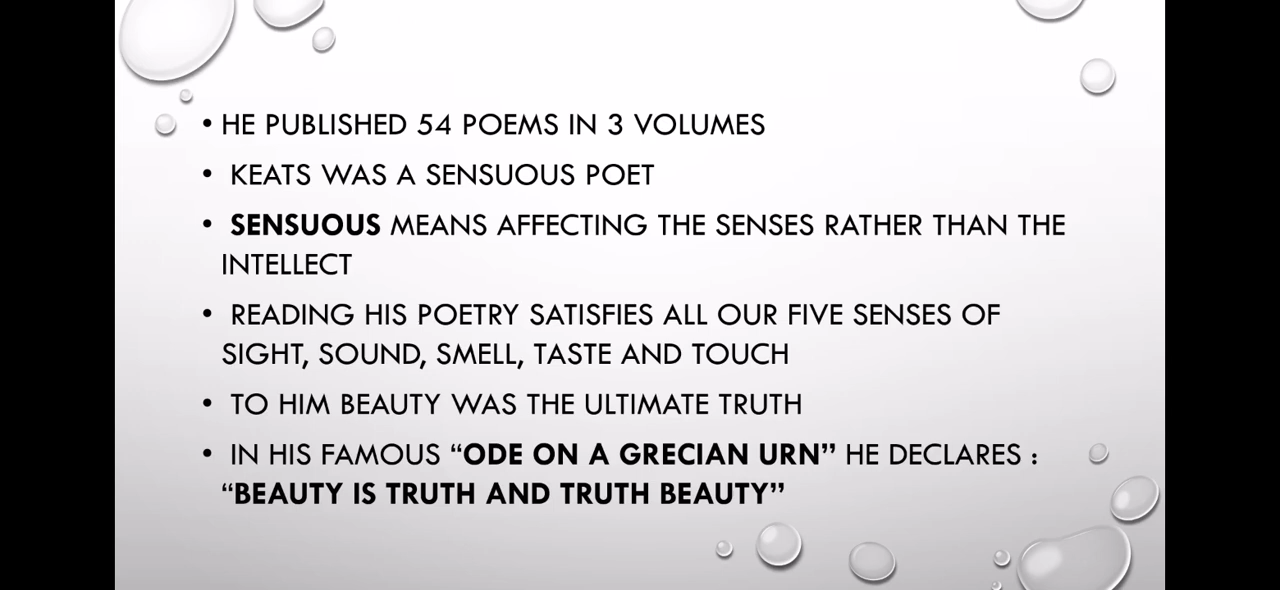 • HE PUBLISHED 54 POEMS IN 3 VOLUMES
• KEATS WAS A SENSUOUS POET
• SENSUOUS MEANS AFFECTING THE SENSES RATHER THAN THE
INTELLECT
• READING HIS POETRY SATISFIES ALL OUR FIVE SENSES OF
SIGHT, SOUND, SMELL, TASTE AND TOUCH
• TO HIM BEAUTY WAS THE ULTIMATE TRUTH
• IN HIS FAMOUS “ODE ON A GRECIAN URN” HE DECLARES :
“BEAUTY IS TRUTH AND TRUTH BEAUTY”